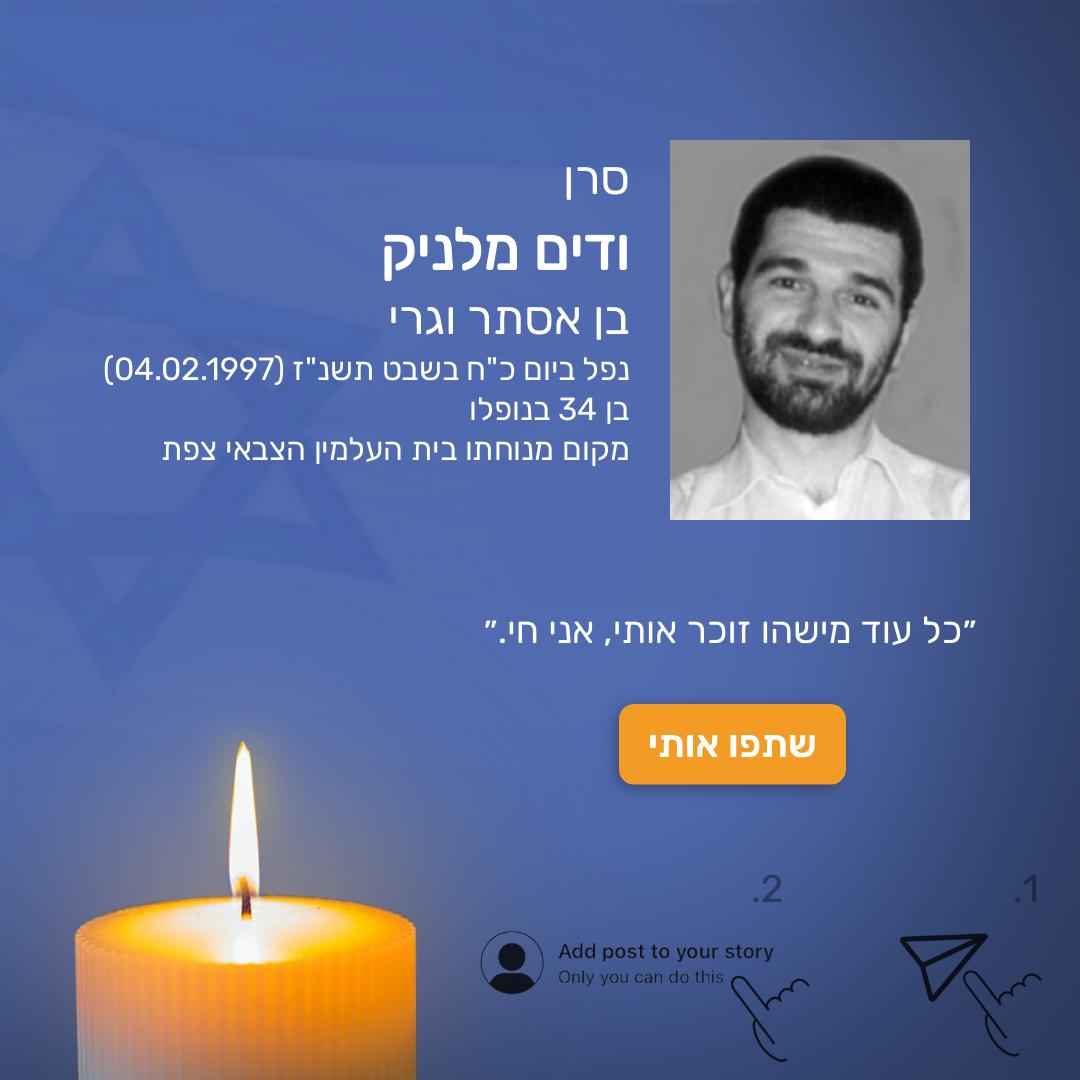 סרן
ודים מלניק
בן אסתר וגרי
נפל ביום כ"ח בשבט תשנ"ז (04.02.1997)
בן 34 בנופלו
מקום מנוחתו בית העלמין הצבאי צפת
״כל עוד מישהו זוכר אותי, אני חי.״
שתפו אותי
1.
2.
Add post to your story
Only you can do this